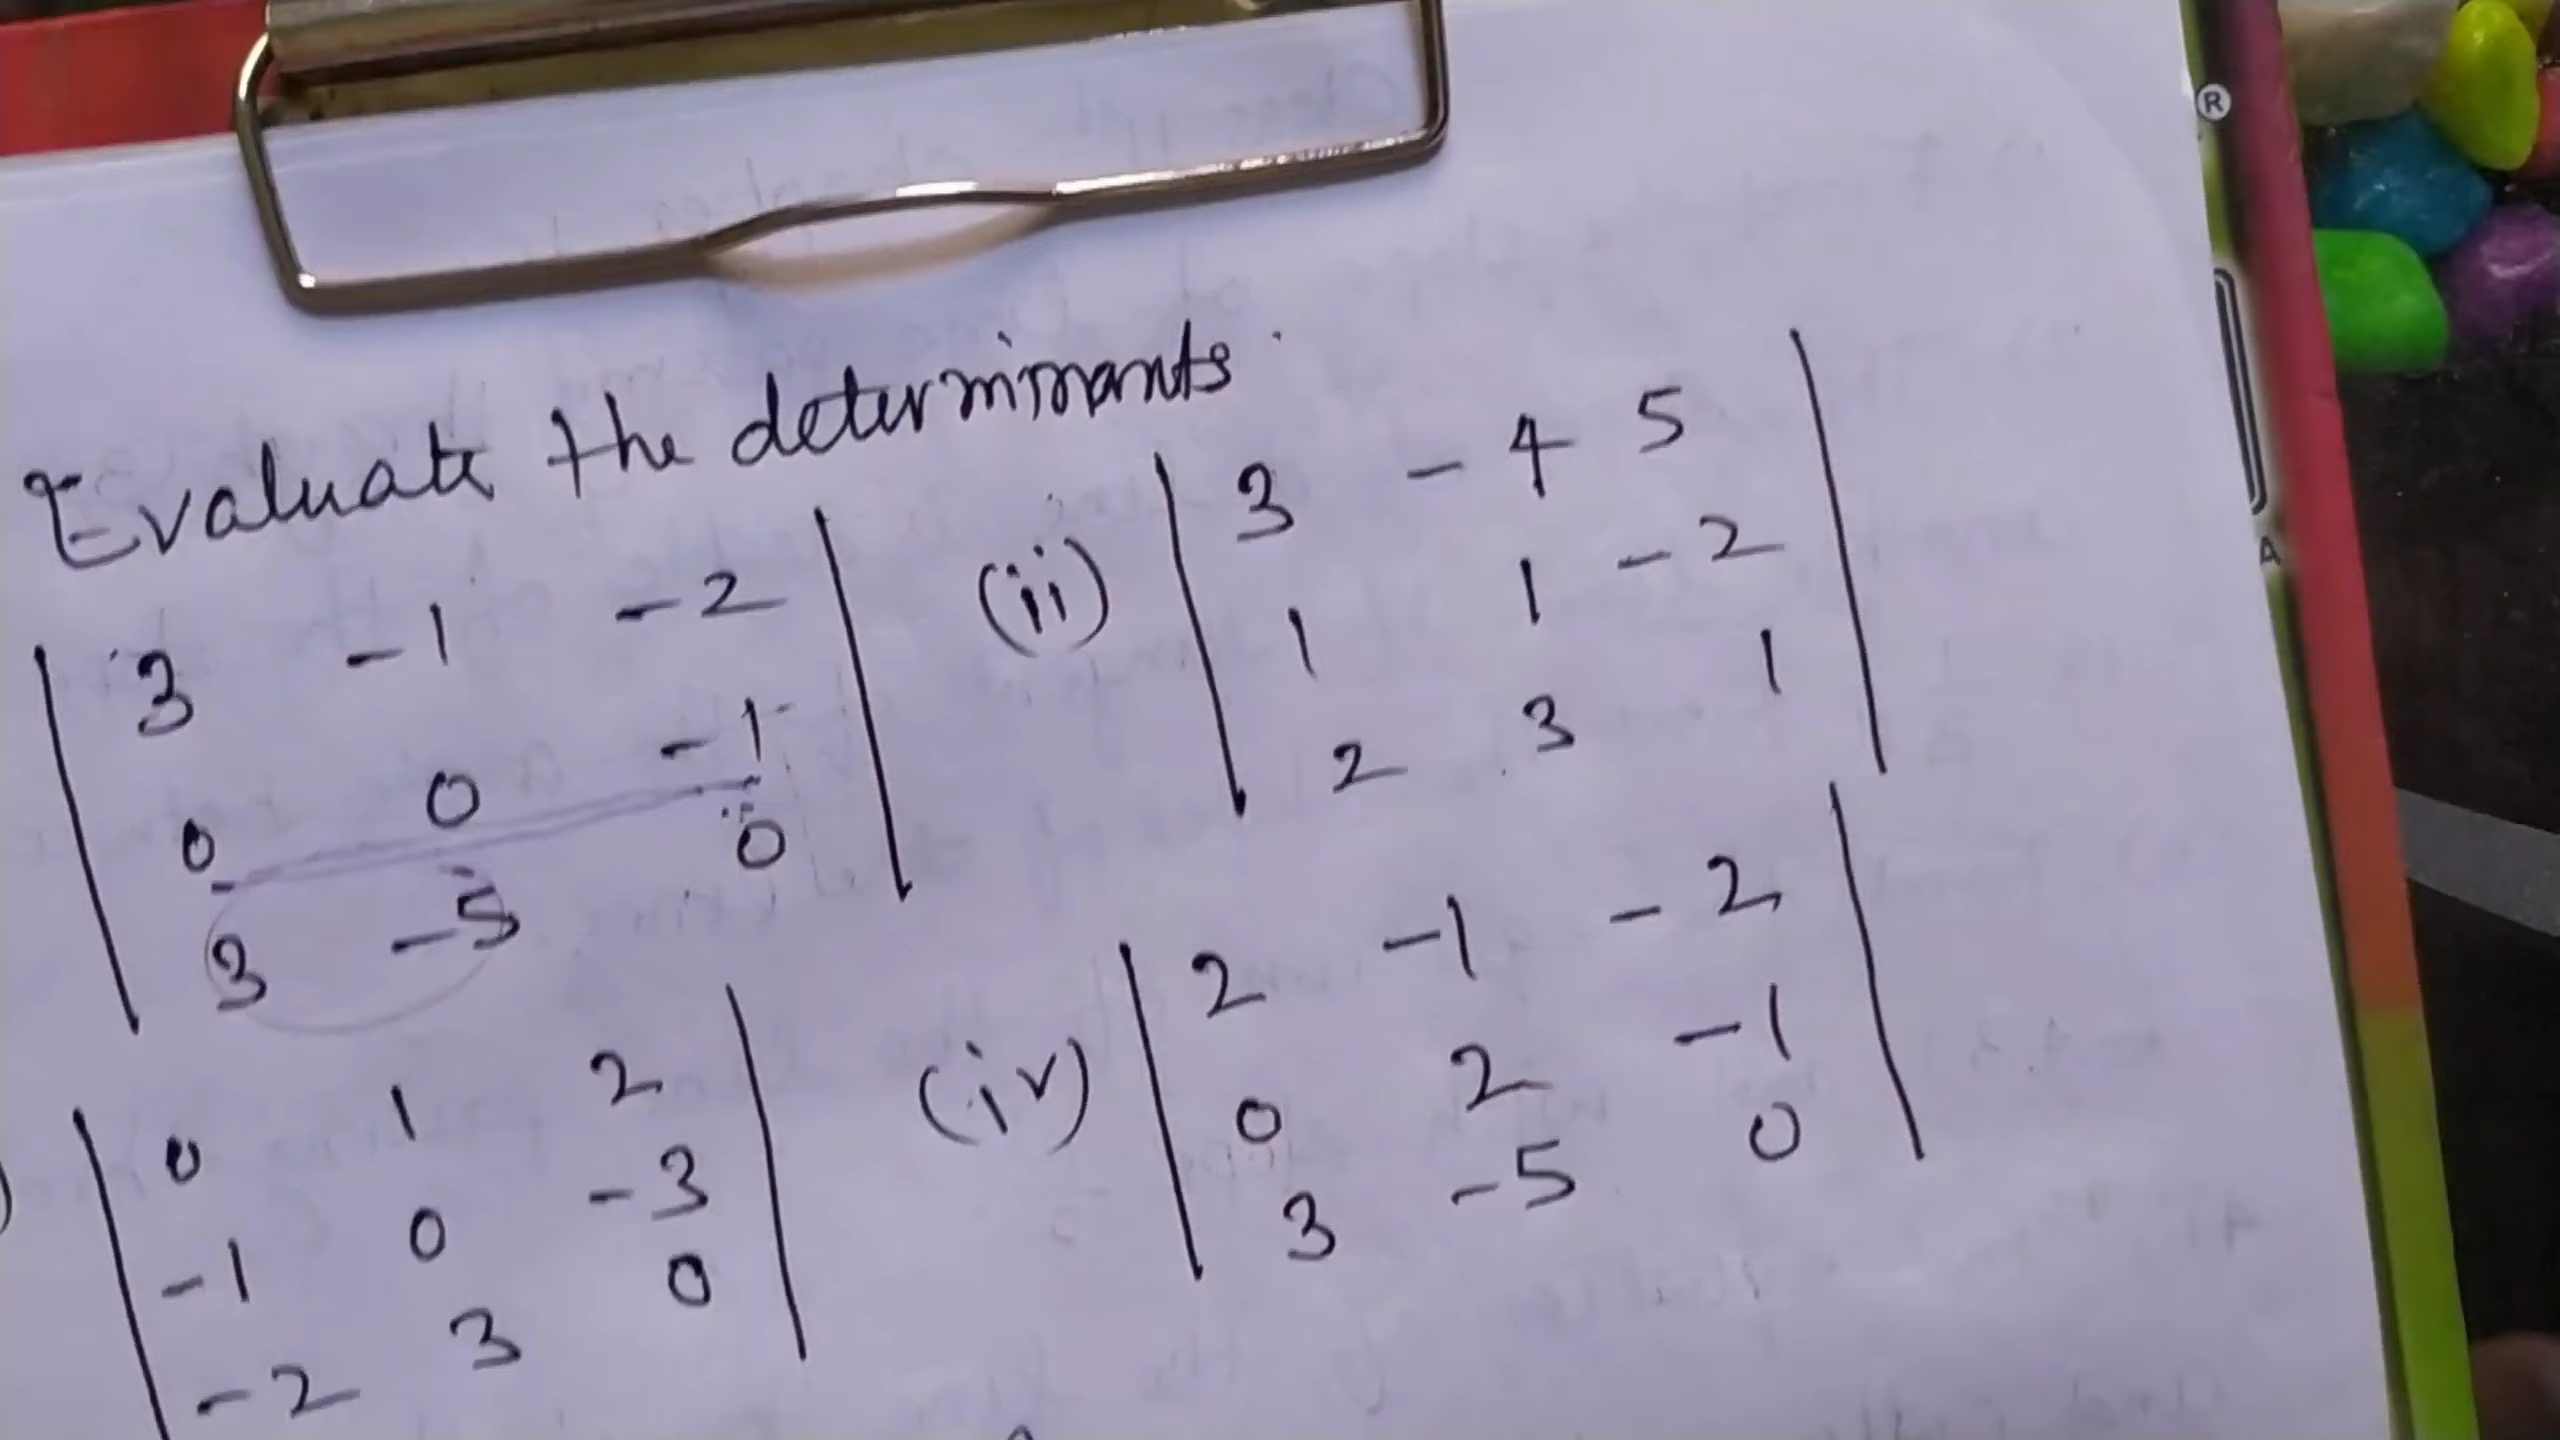 Evaluate the determinants.
3 -1 -2
0 0 -1
3 -5 0
(ii) 3 -4 5
1 1 -2
2 3 1
) 0 1 2
-1 0 -3
-2 3 0
(iv) 2 -1 -2
0 2 -1
3 -5 0
®
A